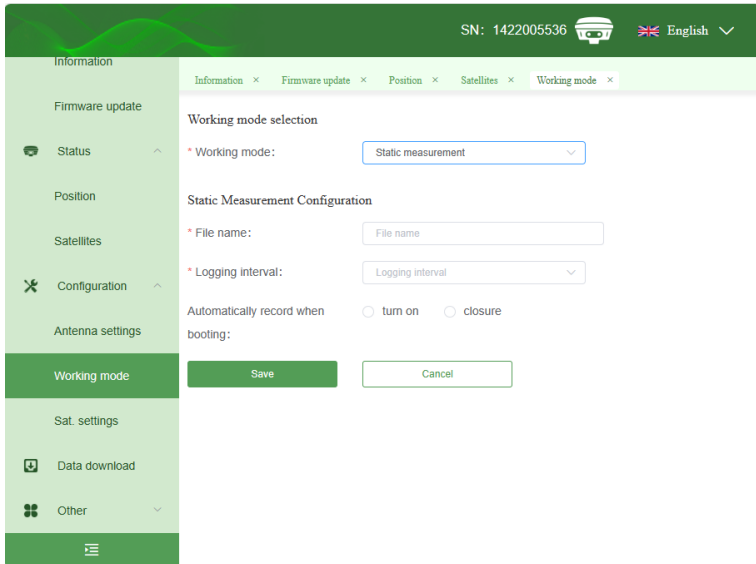 SN: 1422005536
English
Information
Firmware update
Status
Position
Satellites
Configuration
Antenna settings
Working mode
Sat. settings
Data download
Other
Information × Firmware update × Position × Satellites × Working mode ×
Working mode selection
* Working mode: Static measurement
Static Measurement Configuration
* File name: File name
* Logging interval: Logging interval
Automatically record when
booting:
turn on closure
Save Cancel